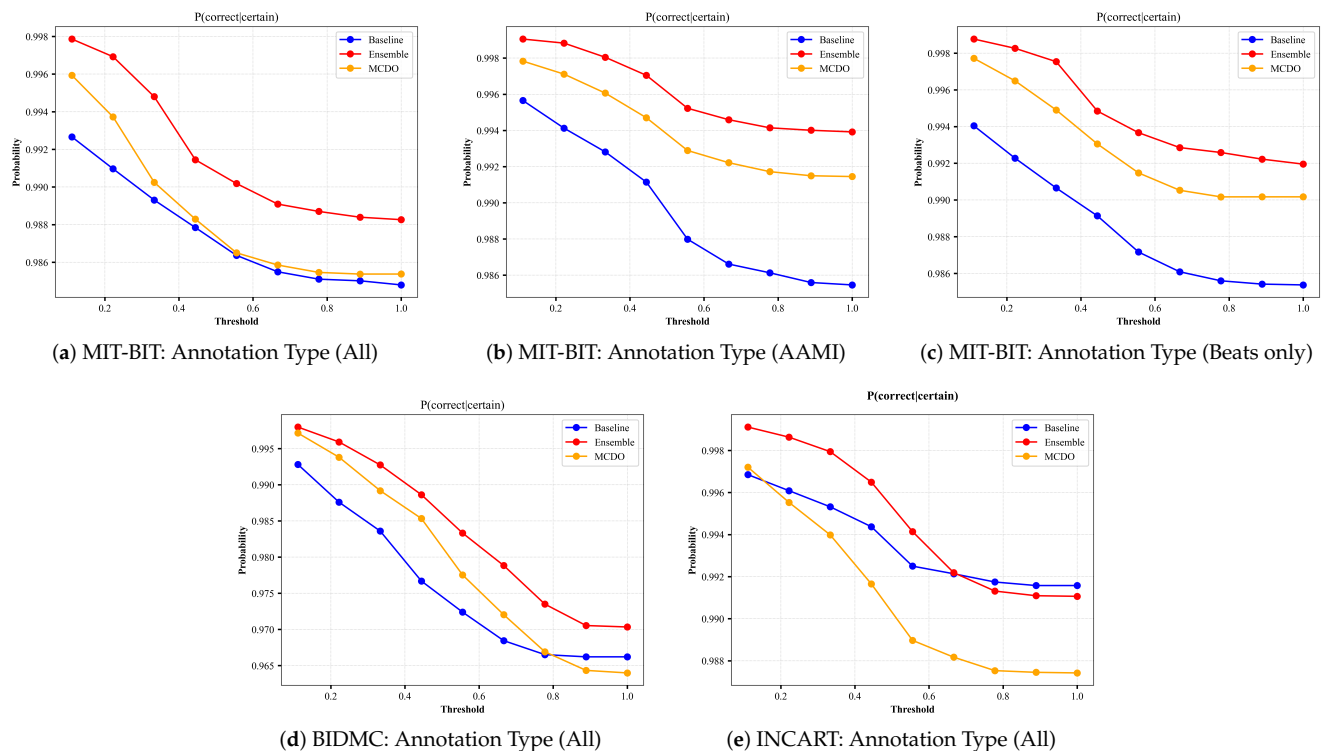 P(correct|certain)
0.998
0.996
0.994
0.992
0.990
0.988
0.986
Probability
Baseline
Ensemble
MCDO
0.2
0.4
0.6
0.8
1.0
Threshold
(a) MIT-BIT: Annotation Type (All)
P(correct|certain)
0.998
0.996
0.994
0.992
0.990
0.988
0.986
Probability
Baseline
Ensemble
MCDO
0.2
0.4
0.6
0.8
1.0
Threshold
(b) MIT-BIT: Annotation Type (AAMI)
P(correct|certain)
0.998
0.996
0.994
0.992
0.990
0.988
0.986
Probability
Baseline
Ensemble
MCDO
0.2
0.4
0.6
0.8
1.0
Threshold
(c) MIT-BIT: Annotation Type (Beats only)
P(correct|certain)
0.995
0.990
0.985
0.980
0.975
0.970
0.965
Probability
Baseline
Ensemble
MCDO
0.2
0.4
0.6
0.8
1.0
Threshold
(d) BIDMC: Annotation Type (All)
P(correct|certain)
0.998
0.996
0.994
0.992
0.990
0.988
Probability
Baseline
Ensemble
MCDO
0.2
0.4
0.6
0.8
1.0
Threshold
(e) INCART: Annotation Type (All)